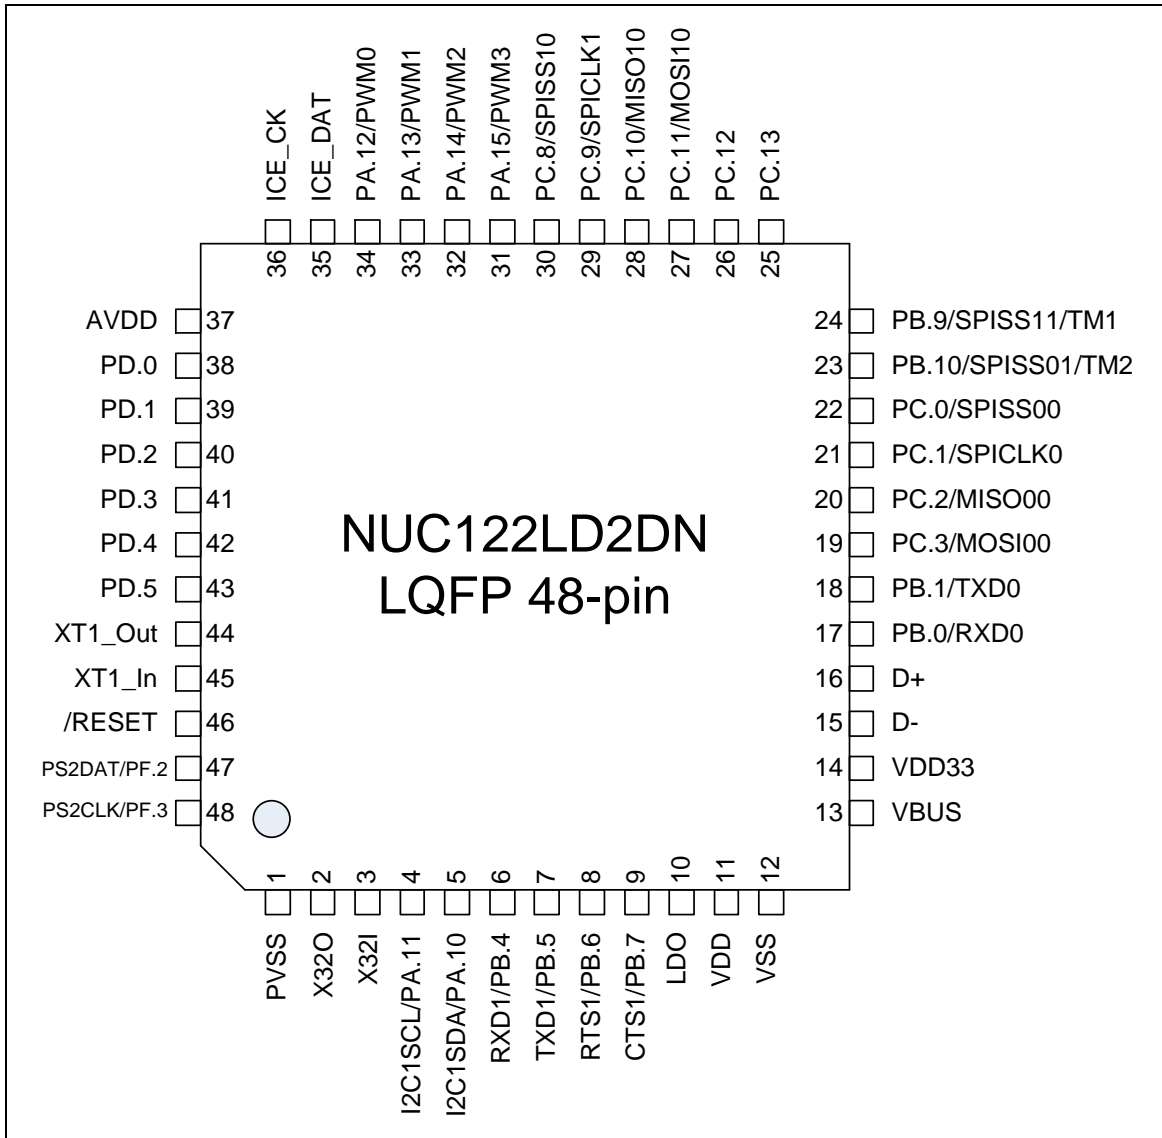 ICE_CK
ICE_DAT
PA.12/PWM0
PA.13/PWM1
PA.14/PWM2
PA.15/PWM3
PC.8/SPISS10
PC.9/SPICLK1
PC.10/MISO10
PC.11/MOSI10
PC.12
PC.13
36
35
34
33
32
31
30
29
28
27
26
25
AVDD 37
PD.0 38
PD.1 39
PD.2 40
PD.3 41
PD.4 42
PD.5 43
XT1_Out 44
XT1_In 45
/RESET 46
PS2DAT/PF.2 47
PS2CLK/PF.3 48
NUC122LD2DN
LQFP 48-pin
24 PB.9/SPISS11/TM1
23 PB.10/SPISS01/TM2
22 PC.0/SPISS00
21 PC.1/SPICLK0
20 PC.2/MISO00
19 PC.3/MOSI00
18 PB.1/TXD0
17 PB.0/RXD0
16 D+
15 D-
14 VDD33
13 VBUS
1
2
3
4
5
6
7
8
9
10
11
12
PVSS
X32O
X32I
I2C1SCL/PA.11
I2C1SDA/PA.10
RXD1/PB.4
TXD1/PB.5
RTS1/PB.6
CTS1/PB.7
LDO
VDD
VSS